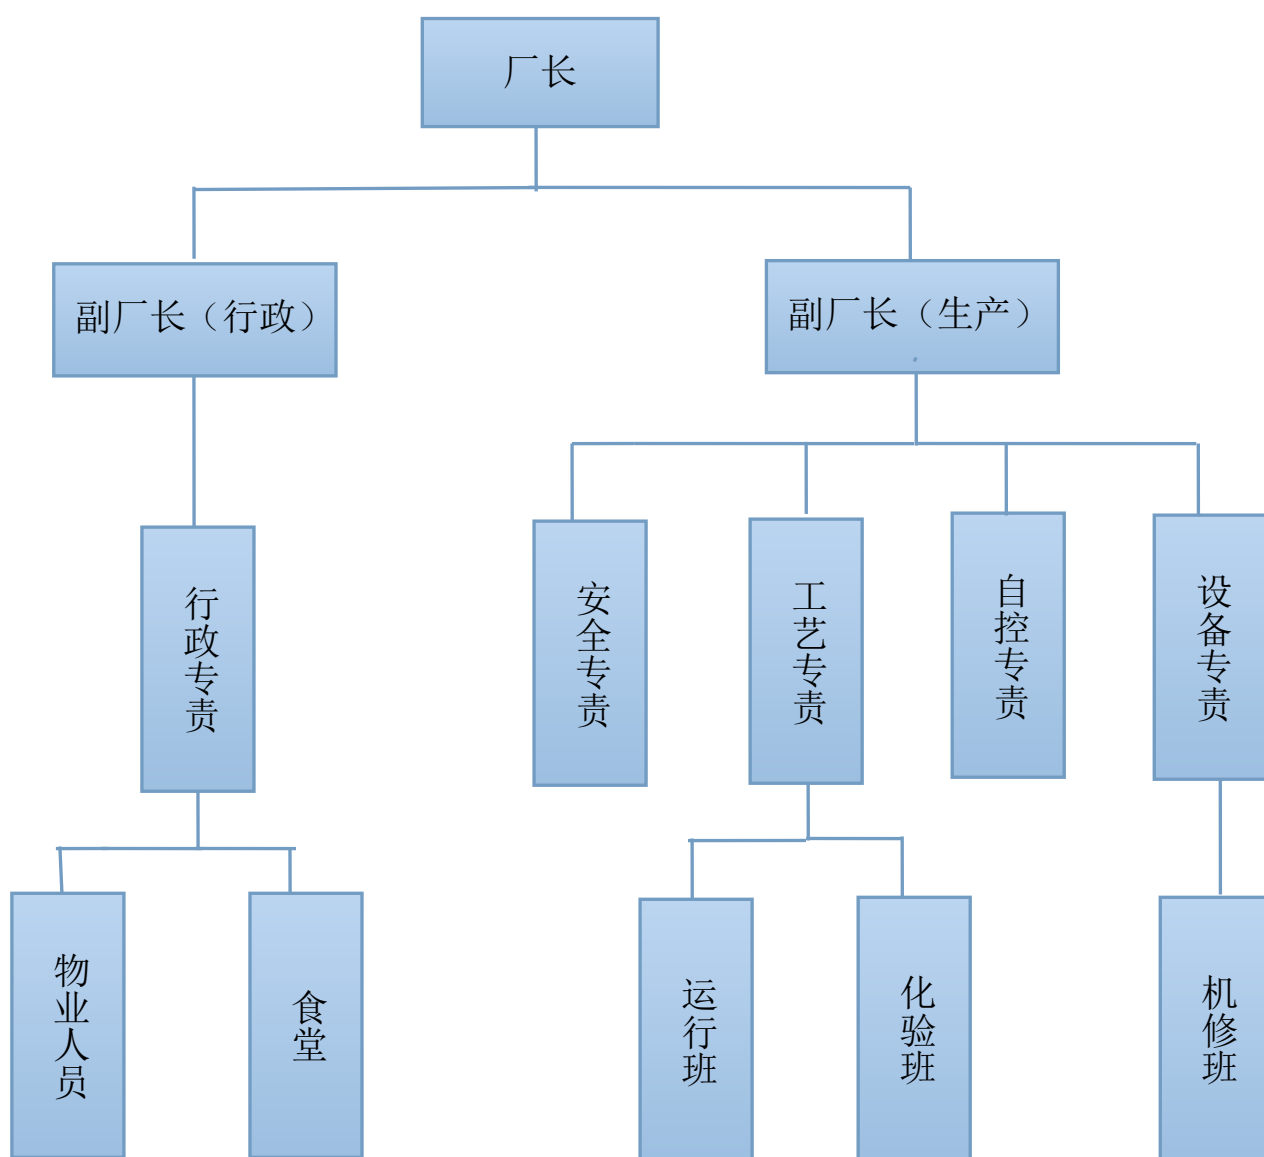 厂长
副厂长（行政）
副厂长（生产）
行政专责
安全专责
工艺专责
自控专责
设备专责
物业人员
食堂
运行班
化验班
机修班